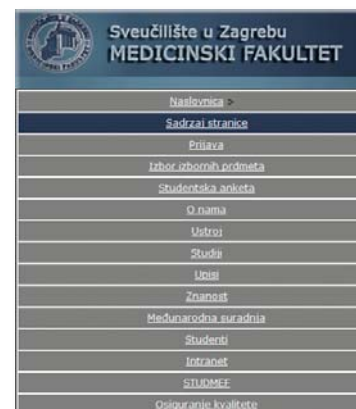 Sveučilište u Zagrebu
MEDICINSKI FAKULTET
Naslovnica >
Sadrzaj stranice
Prijava
Izbor izbornih prdmeta
Studentska anketa
O nama
Ustroj
Studiji
Upisi
Znanost
Međunarodna suradnja
Studenti
Intranet
STUDMEF
Osiguranje kvalitete